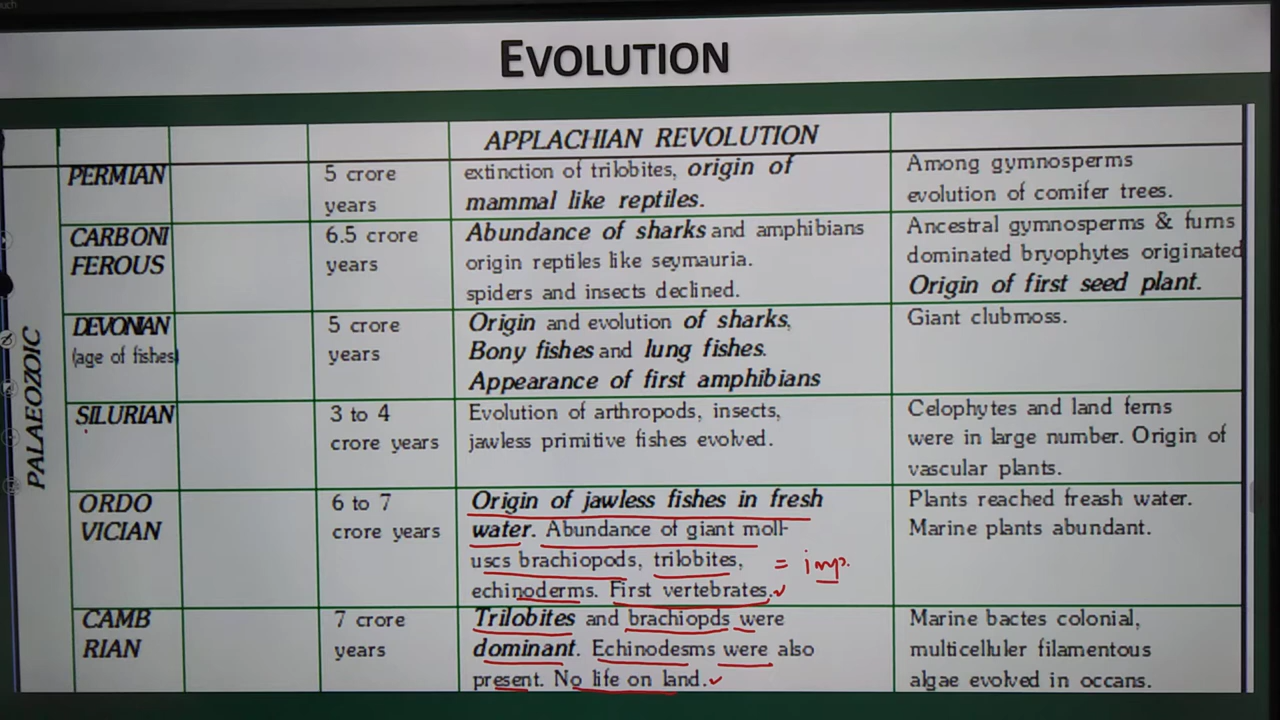 EVOLUTION
APPLACHIAN REVOLUTION
PALAEOZOIC
PERMIAN
5 crore
years
extinction of trilobites, origin of
mammal like reptiles.
Among gymnosperms
evolution of comifer trees.
CARBONI
FEROUS
6.5 crore
years
Abundance of sharks and amphibians
origin reptiles like seymauria.
spiders and insects declined.
Ancestral gymnosperms & furns
dominated bryophytes originated
Origin of first seed plant.
DEVONIAN
(age of fishes)
5 crore
years
Origin and evolution of sharks,
Bony fishes and lung fishes.
Appearance of first amphibians
Giant clubmoss.
SILURIAN
3 to 4
crore years
Evolution of arthropods, insects,
jawless primitive fishes evolved.
Celophytes and land ferns
were in large number. Origin of
vascular plants.
ORDO
VICIAN
6 to 7
crore years
Origin of jawless fishes in fresh
water. Abundance of giant moll-
uscs brachiopods, trilobites,
echinoderms. First vertebrates.
= imp.
Plants reached freash water.
Marine plants abundant.
CAMB
RIAN
7 crore
years
Trilobites and brachiopds were
dominant. Echinodesms were also
present. No life on land.
Marine bactes colonial,
multicelluler filamentous
algae evolved in occans.